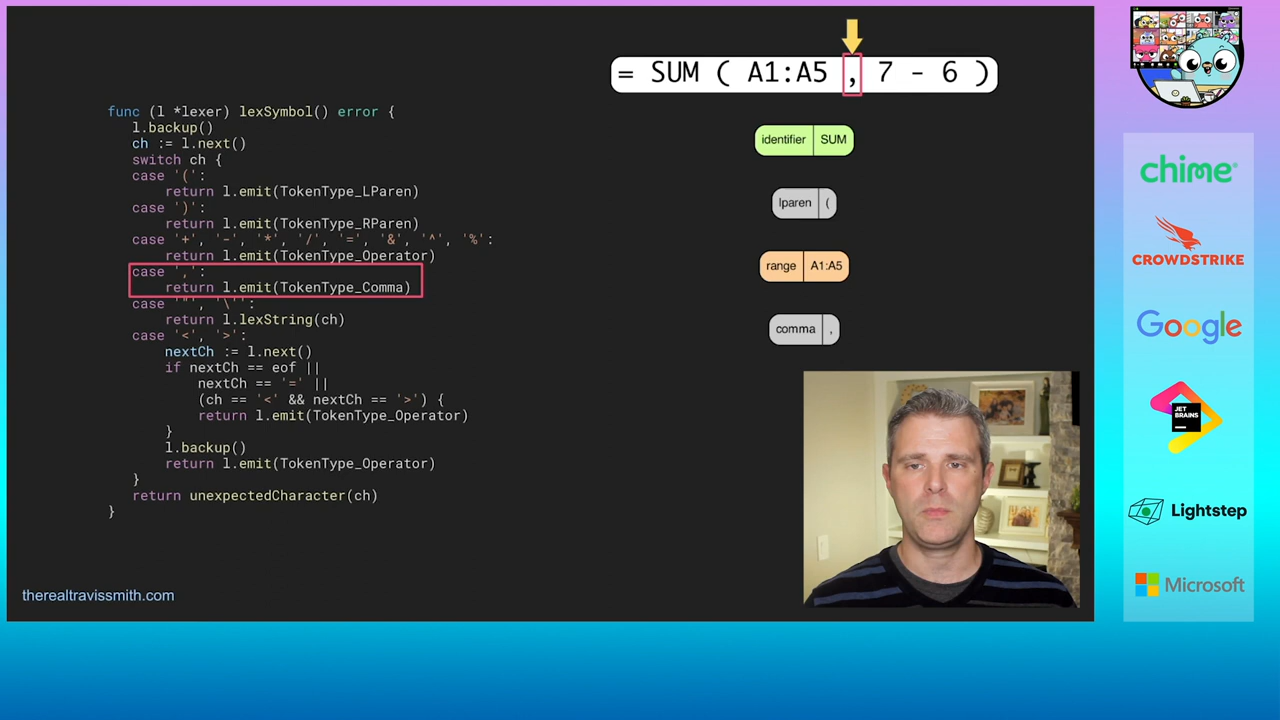 = SUM ( A1:A5 , 7 - 6 )
func (l *lexer) lexSymbol() error {
l.backup()
ch := l.next()
switch ch {
case '(':
return l.emit(TokenType_LParen)
case ')':
return l.emit(TokenType_RParen)
case '+', '-', '*', '/', '=', '&', '^', '%':
return l.emit(TokenType_Operator)
case ',':
return l.emit(TokenType_Comma)
case '"', '\'':
return l.lexString(ch)
case '<', '>':
nextCh := l.next()
if nextCh == eof ||
nextCh == '=' ||
(ch == '<' && nextCh == '>') {
return l.emit(TokenType_Operator)
}
l.backup()
return l.emit(TokenType_Operator)
}
return unexpectedCharacter(ch)
}
identifier SUM
lparen (
range A1:A5
comma ,
therealtravissmith.com
chime
CROWDSTRIKE
Google
JET
BRAINS
Lightstep
Microsoft